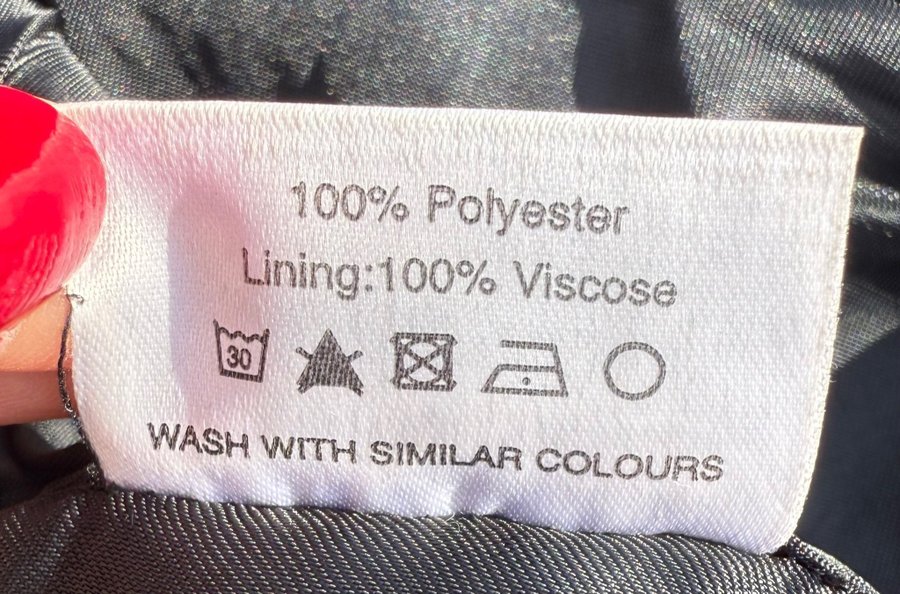 100% Polyester
Lining:100% Viscose
30
WASH WITH SIMILAR COLOURS